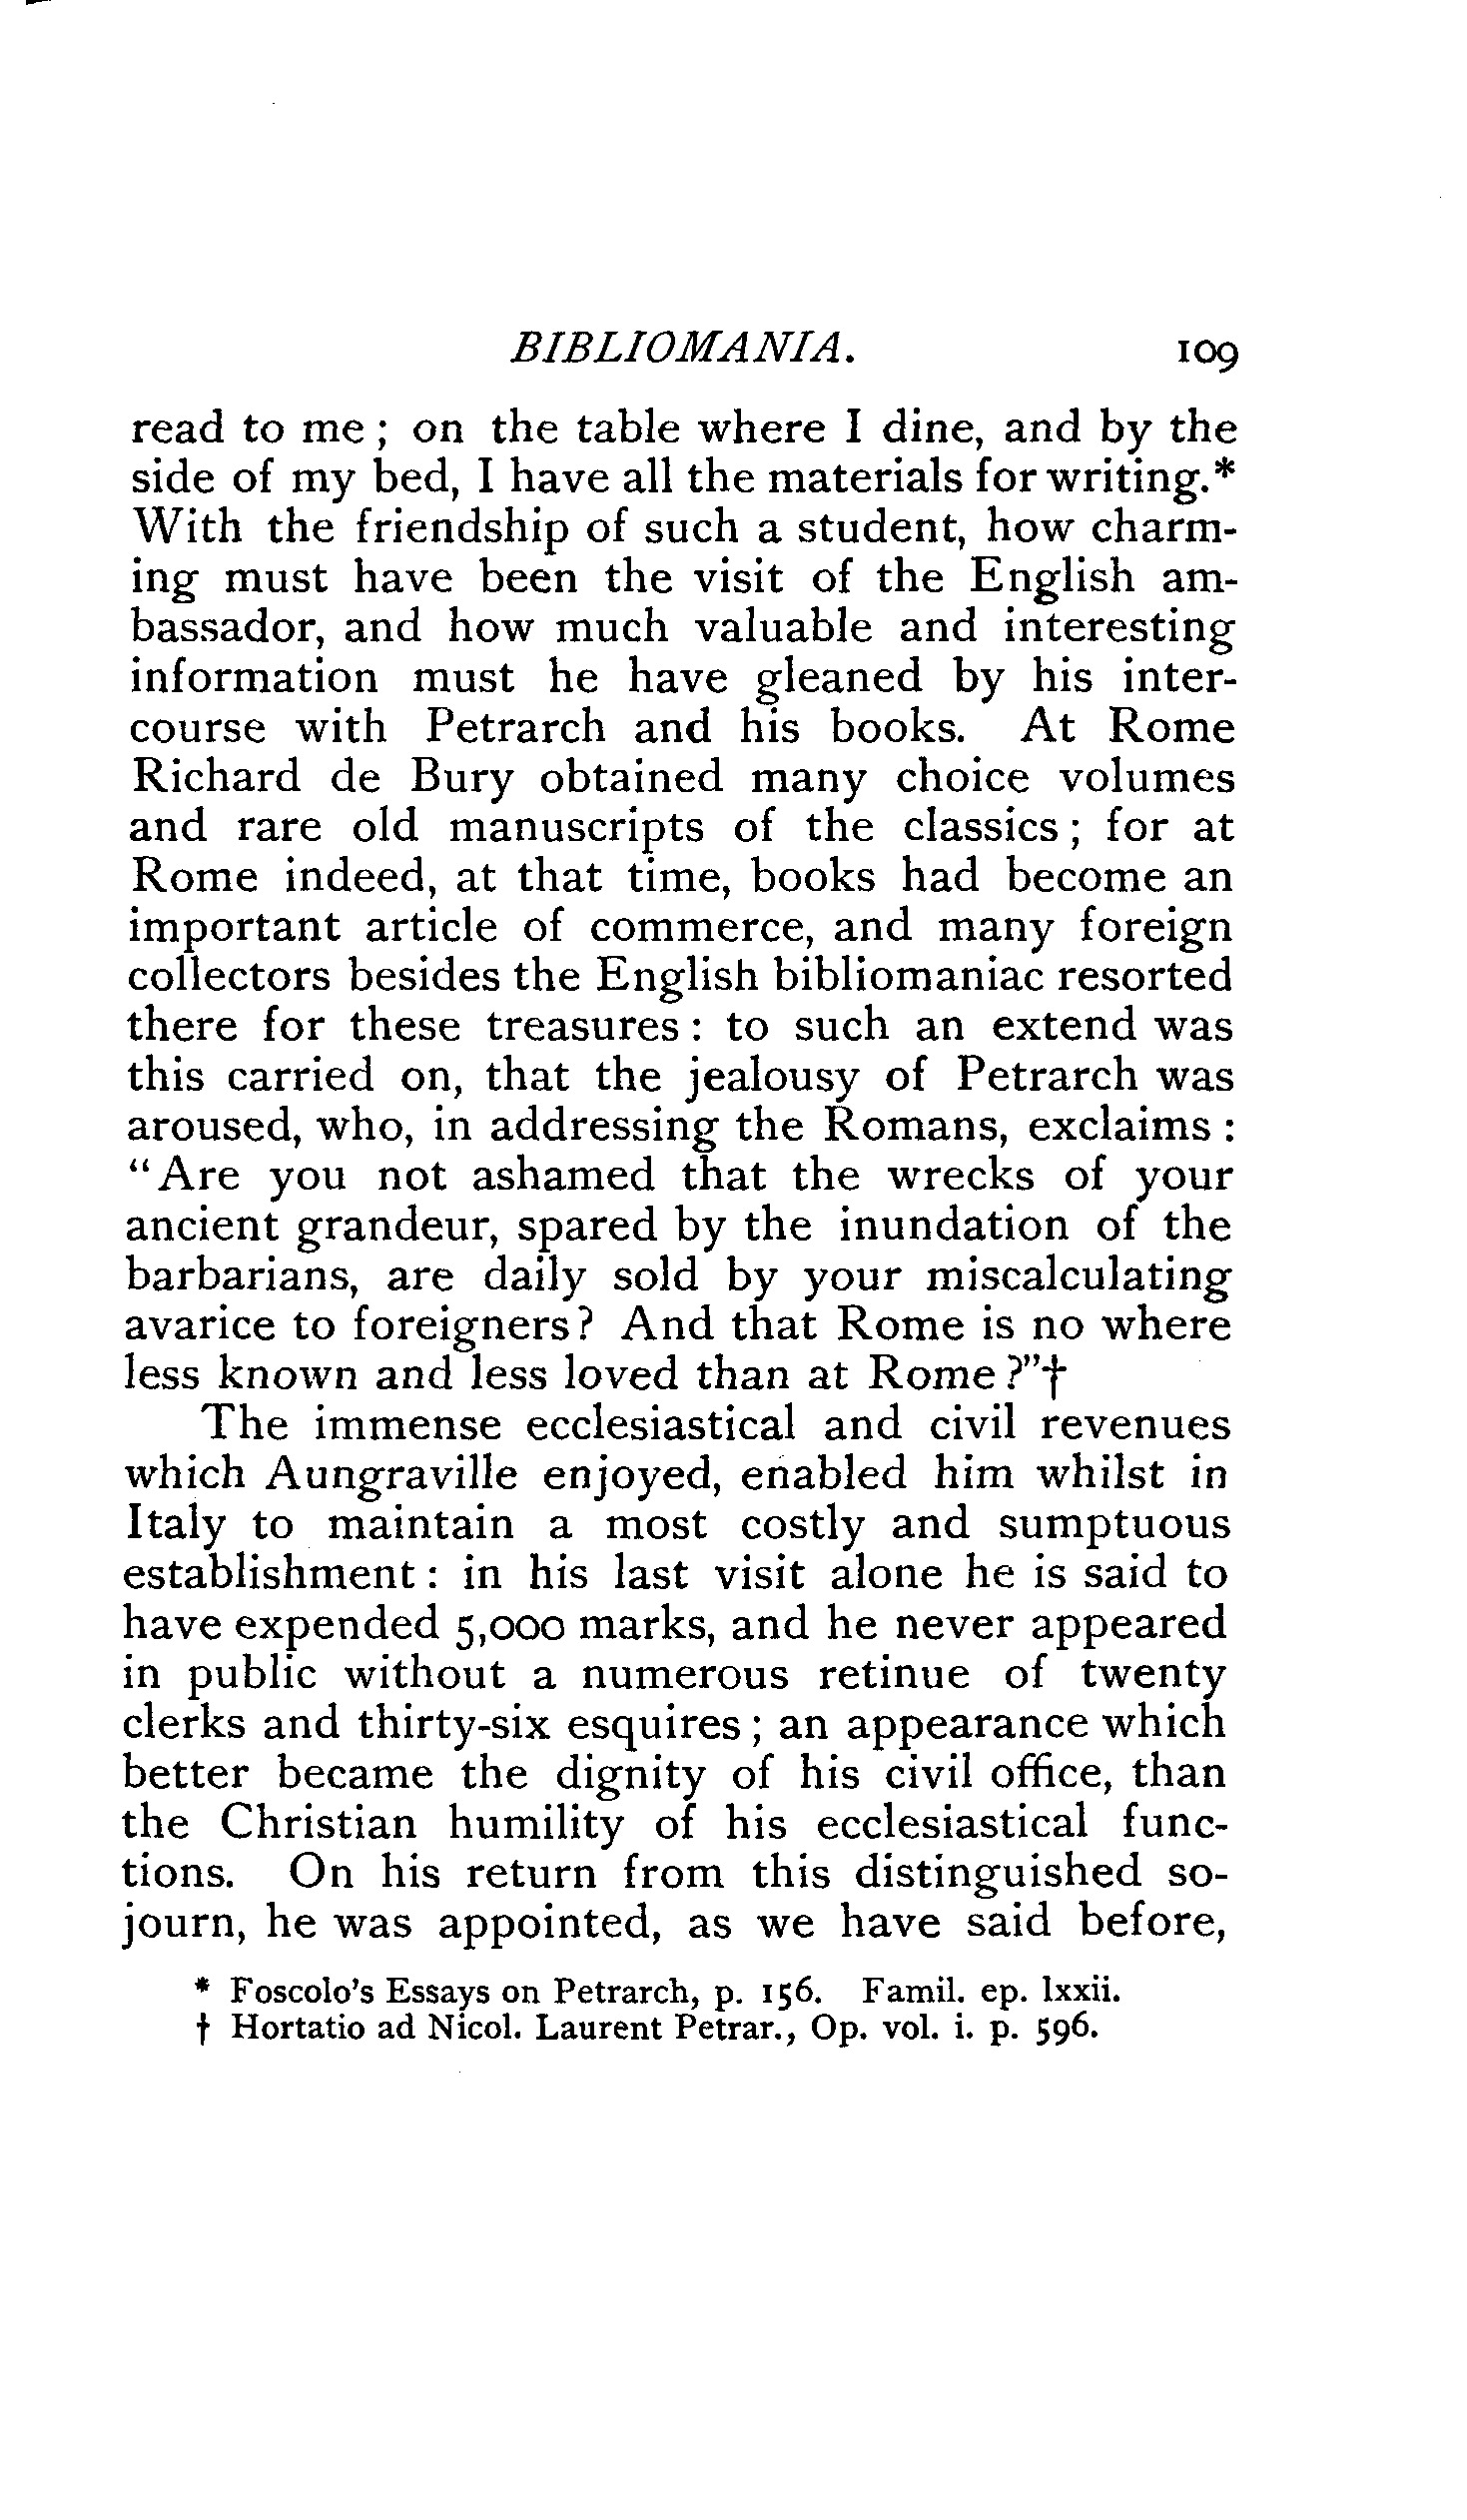 BIBLIOMANIA. 109
read to me; on the table where I dine, and by the
side of my bed, I have all the materials for writing.*
With the friendship of such a student, how charm-
ing must have been the visit of the English am-
bassador, and how much valuable and interesting
information must he have gleaned by his inter-
course with Petrarch and his books. At Rome
Richard de Bury obtained many choice volumes
and rare old manuscripts of the classics; for at
Rome indeed, at that time, books had become an
important article of commerce, and many foreign
collectors besides the English bibliomaniac resorted
there for these treasures: to such an extend was
this carried on, that the jealousy of Petrarch was
aroused, who, in addressing the Romans, exclaims:
"Are you not ashamed that the wrecks of your
ancient grandeur, spared by the inundation of the
barbarians, are daily sold by your miscalculating
avarice to foreigners? And that Rome is no where
less known and less loved than at Rome?"†
The immense ecclesiastical and civil revenues
which Aungraville enjoyed, enabled him whilst in
Italy to maintain a most costly and sumptuous
establishment: in his last visit alone he is said to
have expended 5,000 marks, and he never appeared
in public without a numerous retinue of twenty
clerks and thirty-six esquires; an appearance which
better became the dignity of his civil office, than
the Christian humility of his ecclesiastical func-
tions. On his return from this distinguished so-
journ, he was appointed, as we have said before,
* Foscolo's Essays on Petrarch, p. 156. Famil. ep. lxxii.
† Hortatio ad Nicol. Laurent Petrar., Op. vol. i. p. 596.